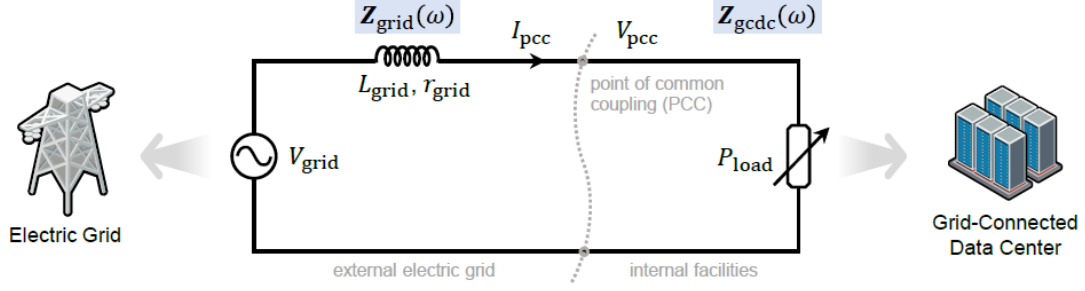 Z_grid(ω)
Z_gcdc(ω)
I_pcc
V_pcc
L_grid, r_grid
point of common
coupling (PCC)
V_grid
P_load
Electric Grid
Grid-Connected
Data Center
external electric grid
internal facilities